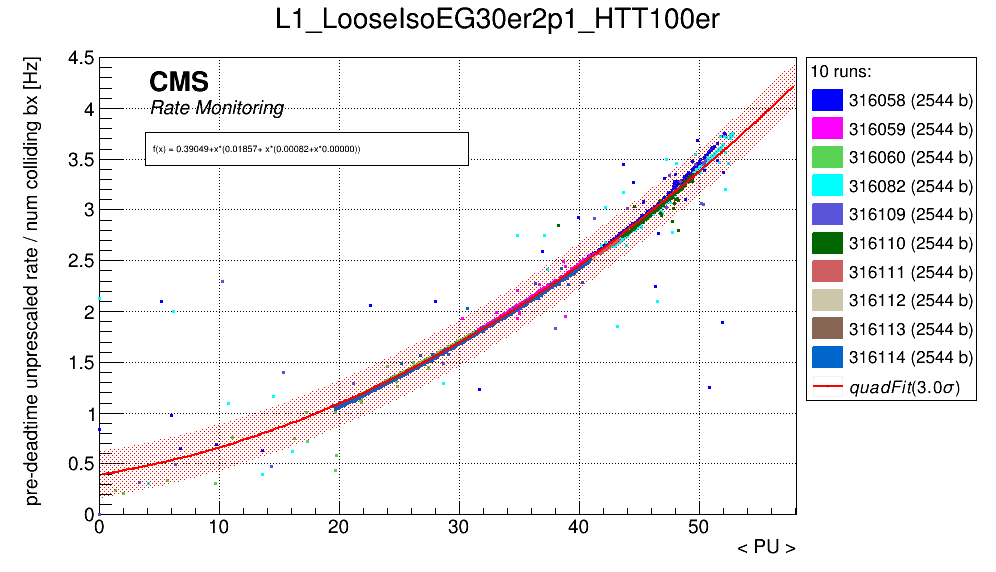 L1_LooseIsoEG30er2p1_HTT100er
pre-deadtime unprescaled rate / num colliding bx [Hz]
CMS
Rate Monitoring
f(x) = 0.39049+x*(0.01857+ x*(0.00082+x*0.00000))
4.5
4
3.5
3
2.5
2
1.5
1
0.5
0
0
10
20
30
40
50
< PU >
10 runs:
316058 (2544 b)
316059 (2544 b)
316060 (2544 b)
316082 (2544 b)
316109 (2544 b)
316110 (2544 b)
316111 (2544 b)
316112 (2544 b)
316113 (2544 b)
316114 (2544 b)
quadFit(3.0σ)